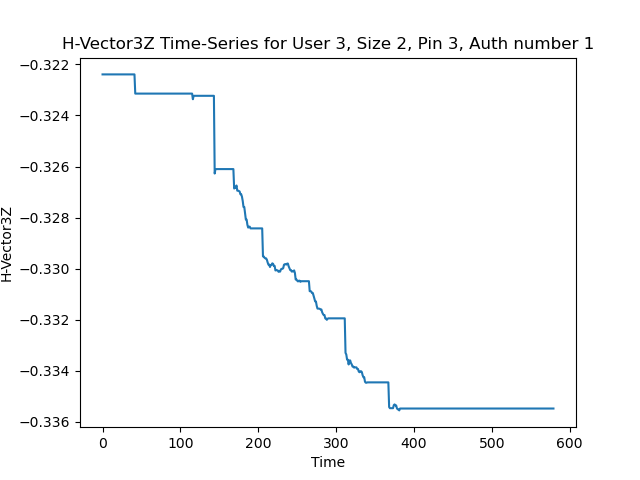 H-Vector3Z Time-Series for User 3, Size 2, Pin 3, Auth number 1
−0.322
−0.324
−0.326
−0.328
−0.330
−0.332
−0.334
−0.336
H-Vector3Z
0 100 200 300 400 500 600
Time